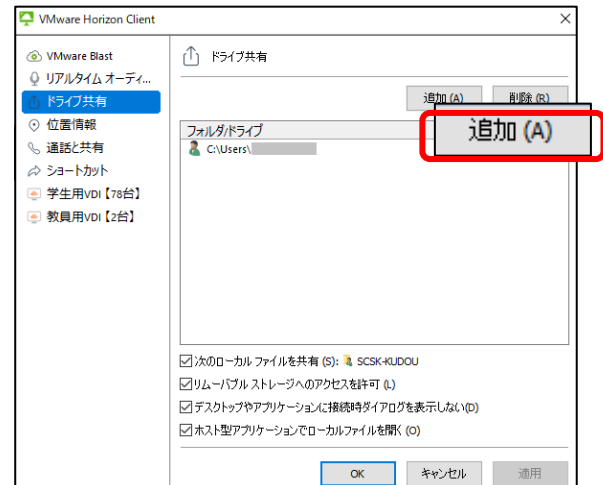 VMware Horizon Client
VMware Blast
リアルタイム オーディ...
ドライブ共有
位置情報
通話と共有
ショートカット
学生用VDI【78台】
教員用VDI【2台】
ドライブ共有
追加 (A)
削除 (R)
追加 (A)
フォルダ/ドライブ
C:\Users\
次のローカル ファイルを共有 (S): SCSK-KUDOU
リムーバブル ストレージへのアクセスを許可 (L)
デスクトップやアプリケーションに接続時ダイアログを表示しない(D)
ホスト型アプリケーションでローカルファイルを開く (O)
OK
キャンセル
適用